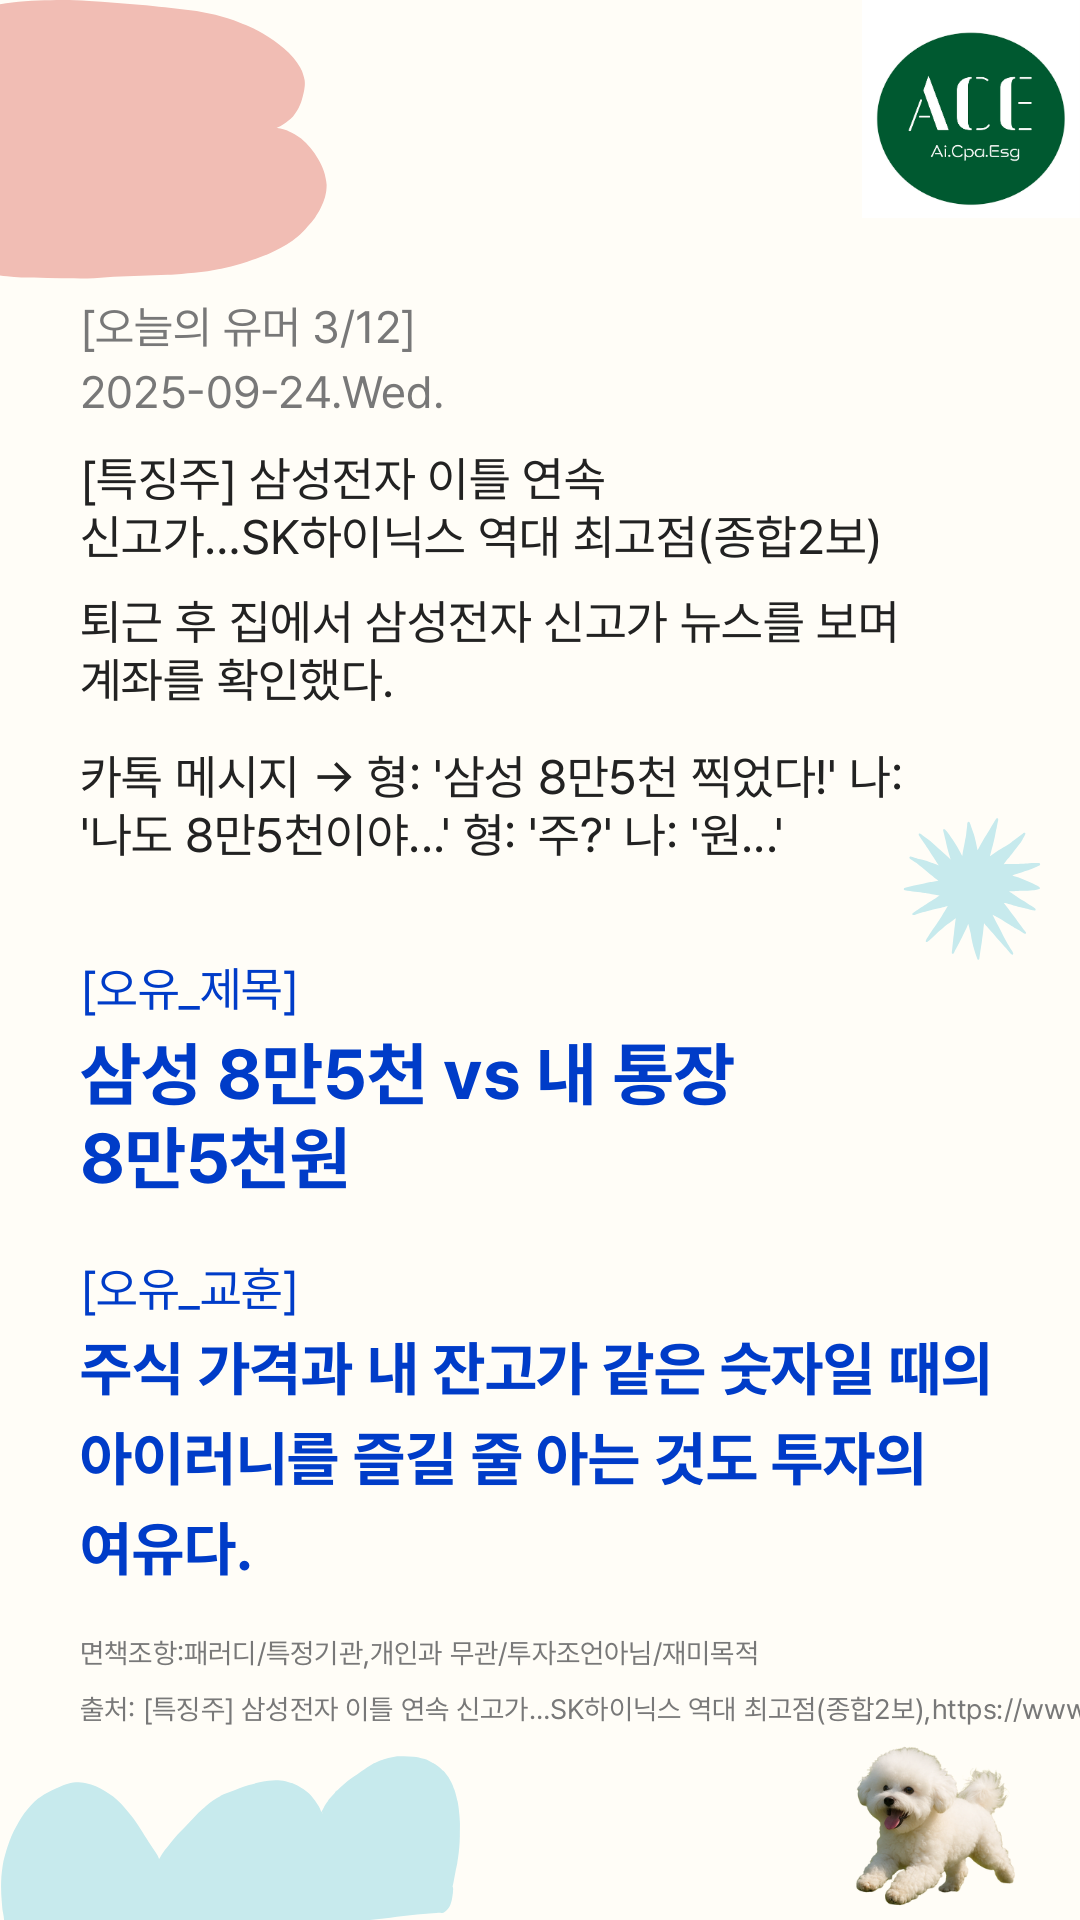 ACE
Ai.Cpa.Esg
[오늘의 유머 3/12]
2025-09-24.Wed.
[특징주] 삼성전자 이틀 연속
신고가...SK하이닉스 역대 최고점(종합2보)
퇴근 후 집에서 삼성전자 신고가 뉴스를 보며
계좌를 확인했다.
카톡 메시지 → 형: '삼성 8만5천 찍었다!' 나:
'나도 8만5천이야...' 형: '주?' 나: '원...'
[오유_제목]
삼성 8만5천 vs 내 통장
8만5천원
[오유_교훈]
주식 가격과 내 잔고가 같은 숫자일 때의
아이러니를 즐길 줄 아는 것도 투자의
여유다.
면책조항:패러디/특정기관,개인과 무관/투자조언아님/재미목적
출처: [특징주] 삼성전자 이틀 연속 신고가...SK하이닉스 역대 최고점(종합2보),https://www